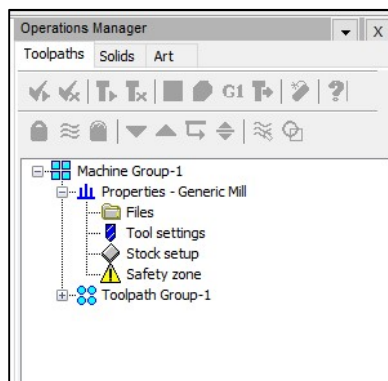 Operations Manager
X
Toolpaths Solids Art
G1
Machine Group-1
Properties - Generic Mill
Files
Tool settings
Stock setup
Safety zone
Toolpath Group-1